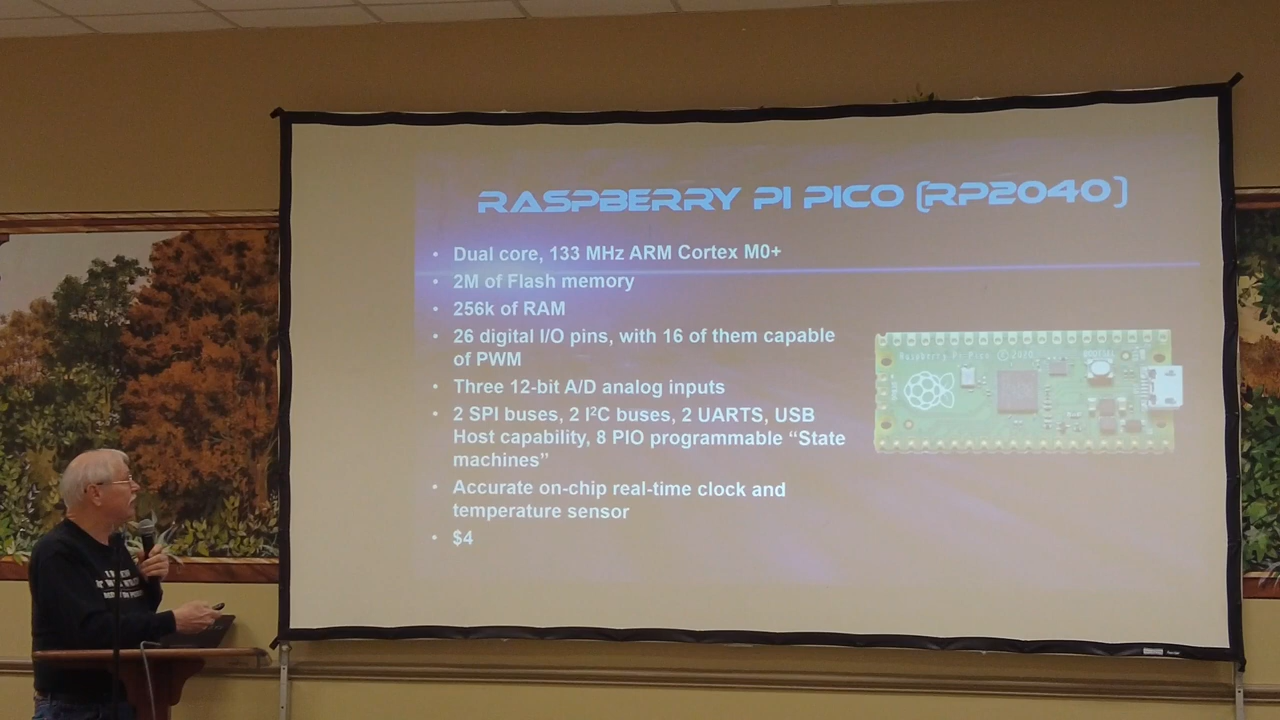 RASPBERRY PI PICO (RP2040)
• Dual core, 133 MHz ARM Cortex M0+
• 2M of Flash memory
• 256k of RAM
• 26 digital I/O pins, with 16 of them capable
of PWM
• Three 12-bit A/D analog inputs
• 2 SPI buses, 2 I²C buses, 2 UARTS, USB
Host capability, 8 PIO programmable “State
machines”
• Accurate on-chip real-time clock and
temperature sensor
• $4
Raspberry Pi Pico © 2020